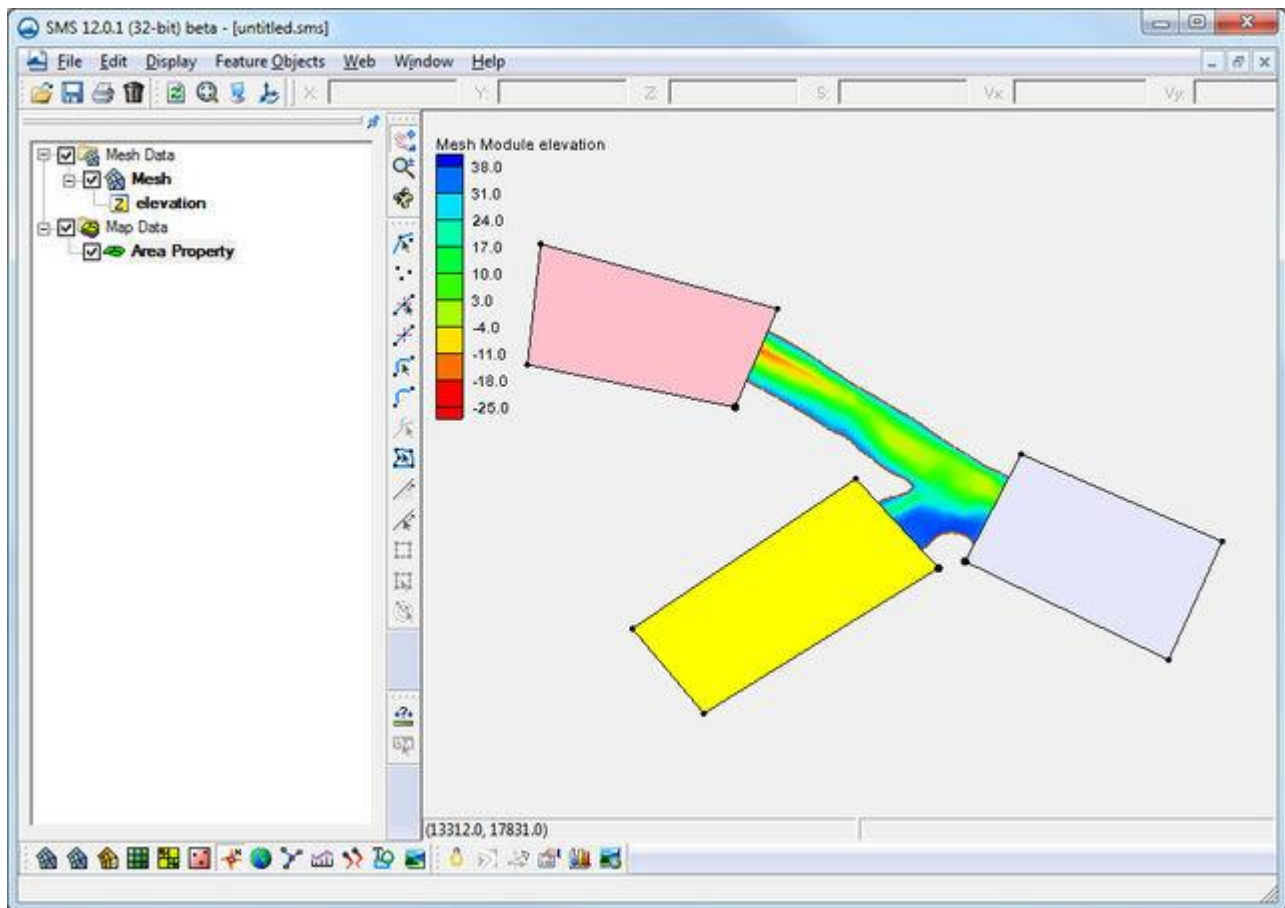 SMS 12.0.1 (32-bit) beta - [untitled.sms]
File Edit Display Feature Objects Web Window Help
X: Y: Z: S: Vx: Vy:
Mesh Data
Mesh
Z elevation
Map Data
Area Property
Mesh Module elevation
38.0
31.0
24.0
17.0
10.0
3.0
-4.0
-11.0
-18.0
-25.0
(13312.0, 17831.0)